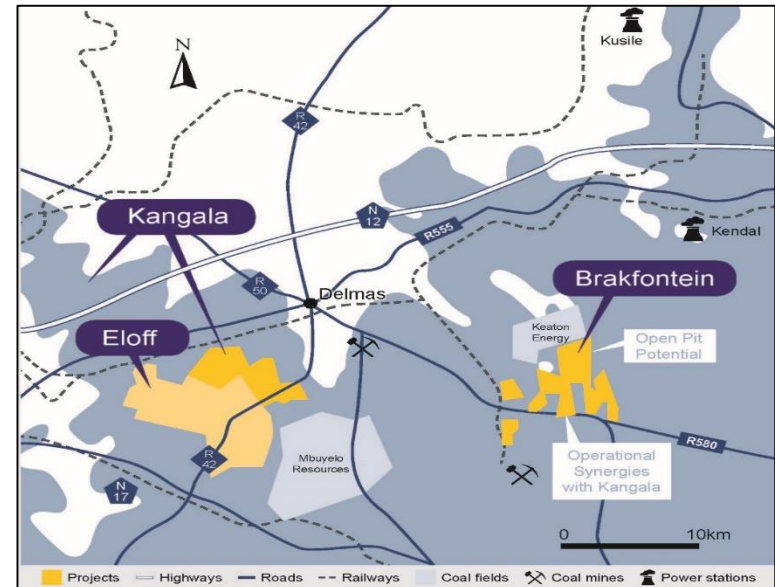 Kusile
N
R
42
Kangala
N
12
R555
Kendal
R
50
Delmas
Brakfontein
Eloff
Keaton
Energy
Open Pit
Potential
R580
R
42
Mbuyelo
Resources
Operational
Synergies
with Kangala
N
17
0 10km
Projects Highways Roads Railways Coal fields Coal mines Power stations